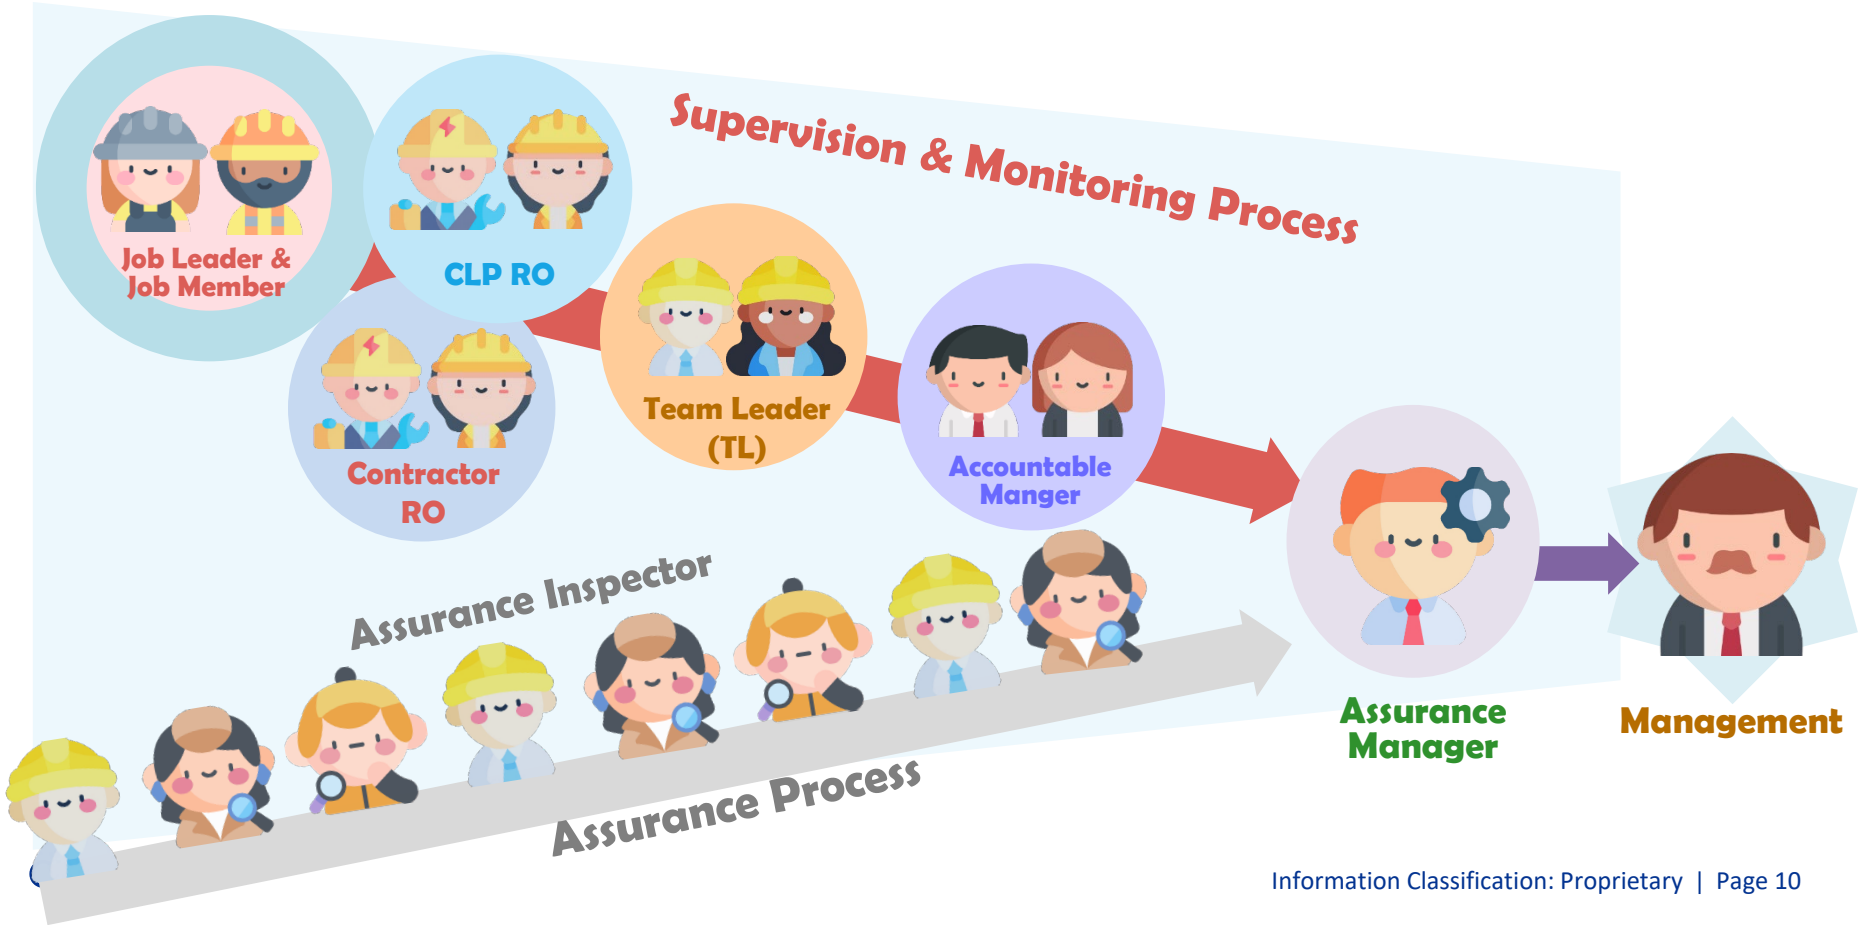 Supervision & Monitoring Process
Job Leader &
Job Member
CLP RO
Contractor
RO
Team Leader
(TL)
Accountable
Manger
Assurance Inspector
Assurance Process
Assurance
Manager
Management
Information Classification: Proprietary | Page 10